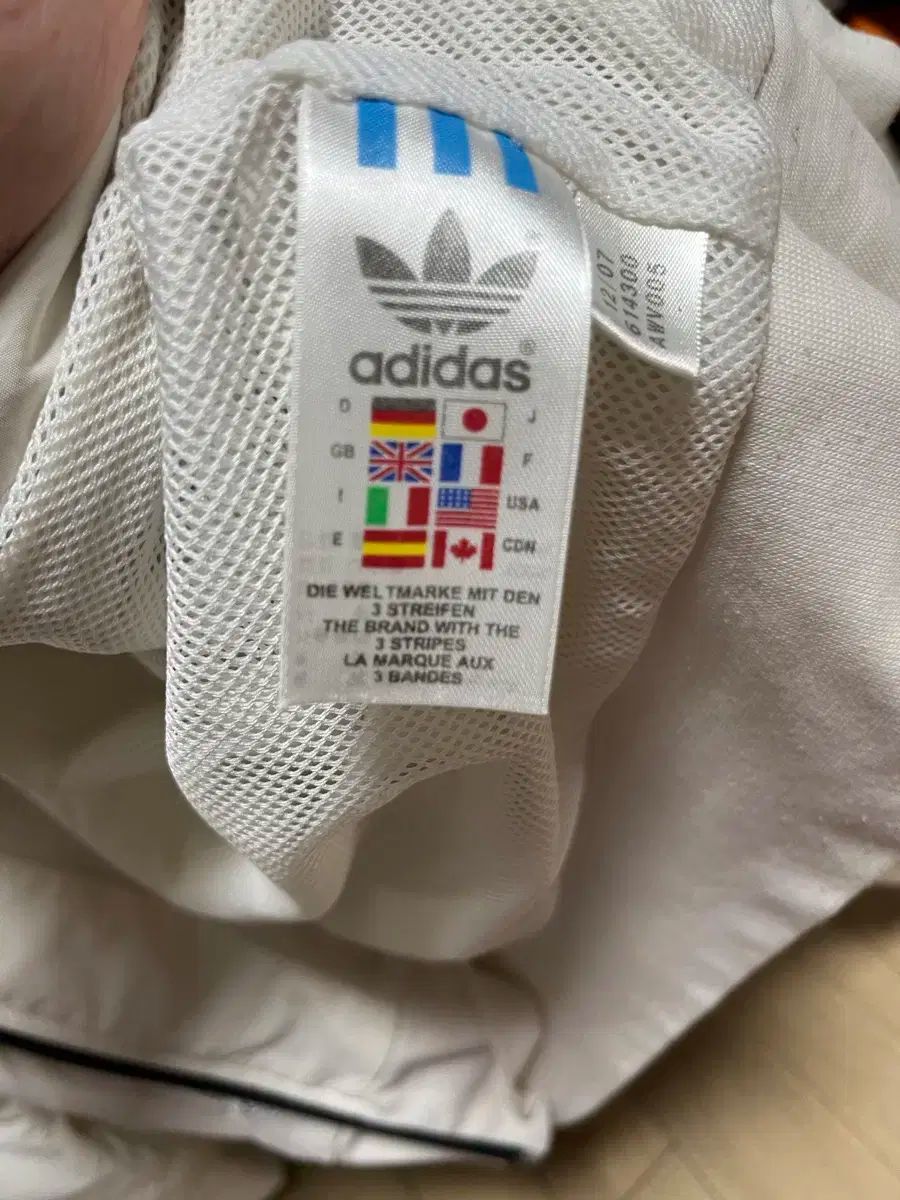 adidas®
D J
GB F
I USA
E CDN
DIE WELTMARKE MIT DEN
3 STREIFEN
THE BRAND WITH THE
3 STRIPES
LA MARQUE AUX
3 BANDES
12/07
614300
AWV005